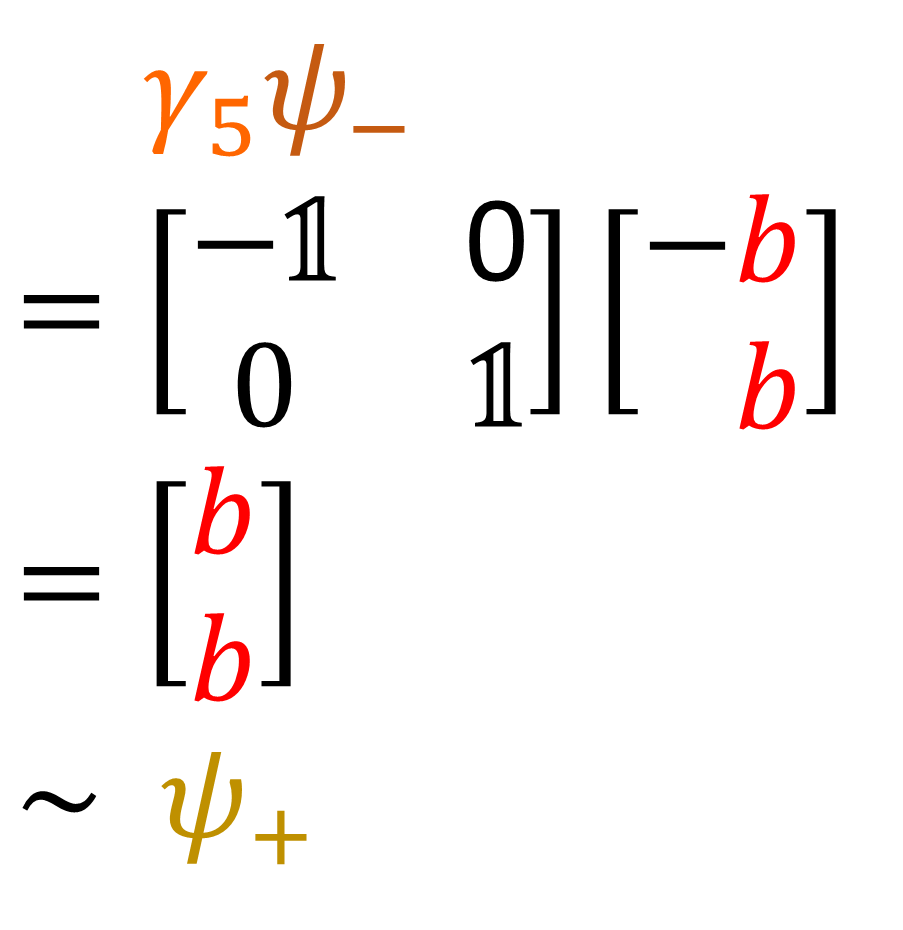 γ₅ψ₋
= [−𝟙 0; 0 𝟙] [−b; b]
= [b; b]
~ ψ₊